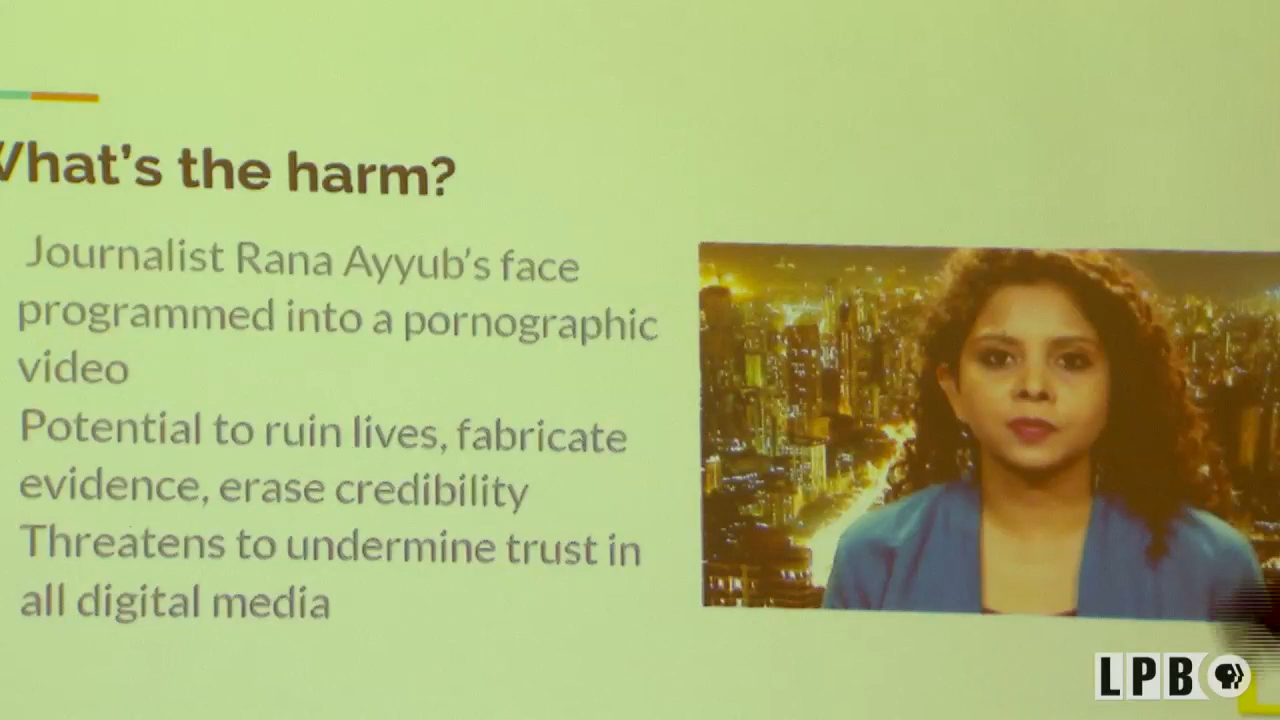 What's the harm?
Journalist Rana Ayyub's face
programmed into a pornographic
video
Potential to ruin lives, fabricate
evidence, erase credibility
Threatens to undermine trust in
all digital media
LPB